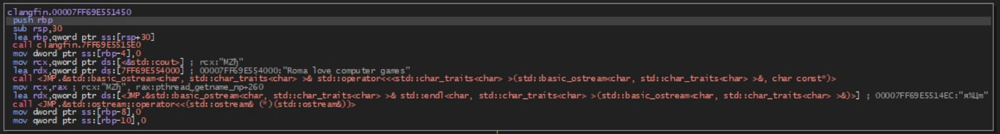 clangfin.00007FF69E551450
push rbp
sub rsp,30
lea rbp,qword ptr ss:[rsp+30]
call clangfin.7FF69E5515E0
mov dword ptr ss:[rbp-4],0
mov rcx,qword ptr ds:[<&std::cout>] ; rcx:"MZђ"
lea rdx,qword ptr ds:[7FF69E554000] ; 00007FF69E554000:"Roma love computer games"
call <JMP.&std::basic_ostream<char, std::char_traits<char> >& std::operator<<<std::char_traits<char> >(std::basic_ostream<char, std::char_traits<char> >&, char const*)>
mov rcx,rax ; rcx:"MZђ", rax:pthread_getname_np+260
lea rdx,qword ptr ds:[<JMP.&std::basic_ostream<char, std::char_traits<char> >& std::endl<char, std::char_traits<char> >(std::basic_ostream<char, std::char_traits<char> >&)>] ; 00007FF69E5514EC:"я%Цm"
call <JMP.&std::ostream::operator<<(std::ostream& (*)(std::ostream&))>
mov dword ptr ss:[rbp-8],0
mov qword ptr ss:[rbp-10],0